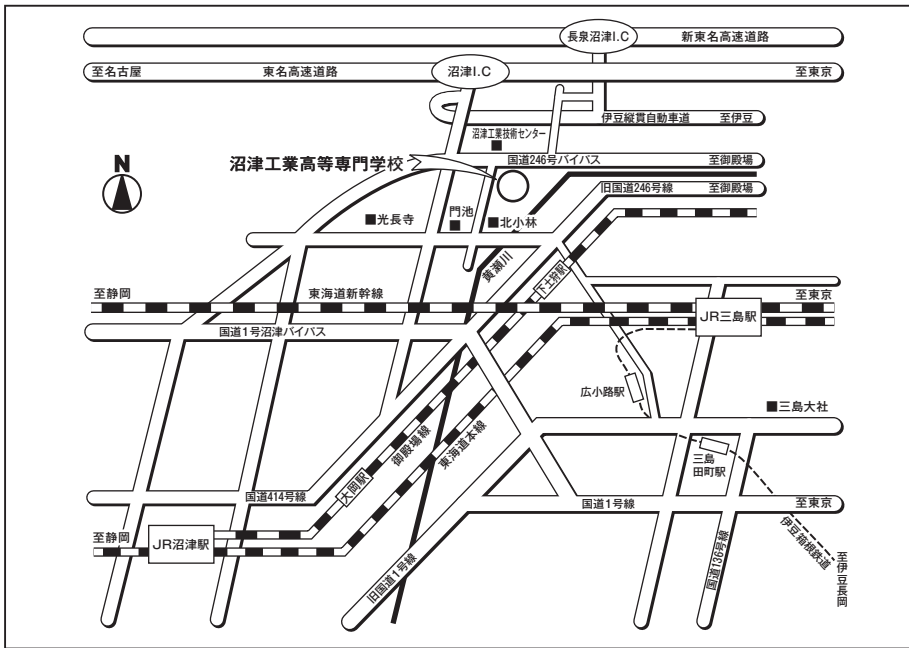 長泉沼津I.C
新東名高速道路
至名古屋
東名高速道路
沼津I.C
至東京
伊豆縦貫自動車道
至伊豆
沼津工業技術センター
国道246号バイパス
至御殿場
沼津工業高等専門学校
N
旧国道246号線
至御殿場
光長寺
門池
北小林
黄瀬川
下土狩駅
至静岡
東海道新幹線
至東京
JR三島駅
国道1号沼津バイパス
広小路駅
三島大社
御殿場線
東海道本線
三島
田町駅
大岡駅
国道414号線
国道1号線
至東京
至静岡
JR沼津駅
旧国道1号線
国道136号線
伊豆箱根鉄道
至伊豆長岡